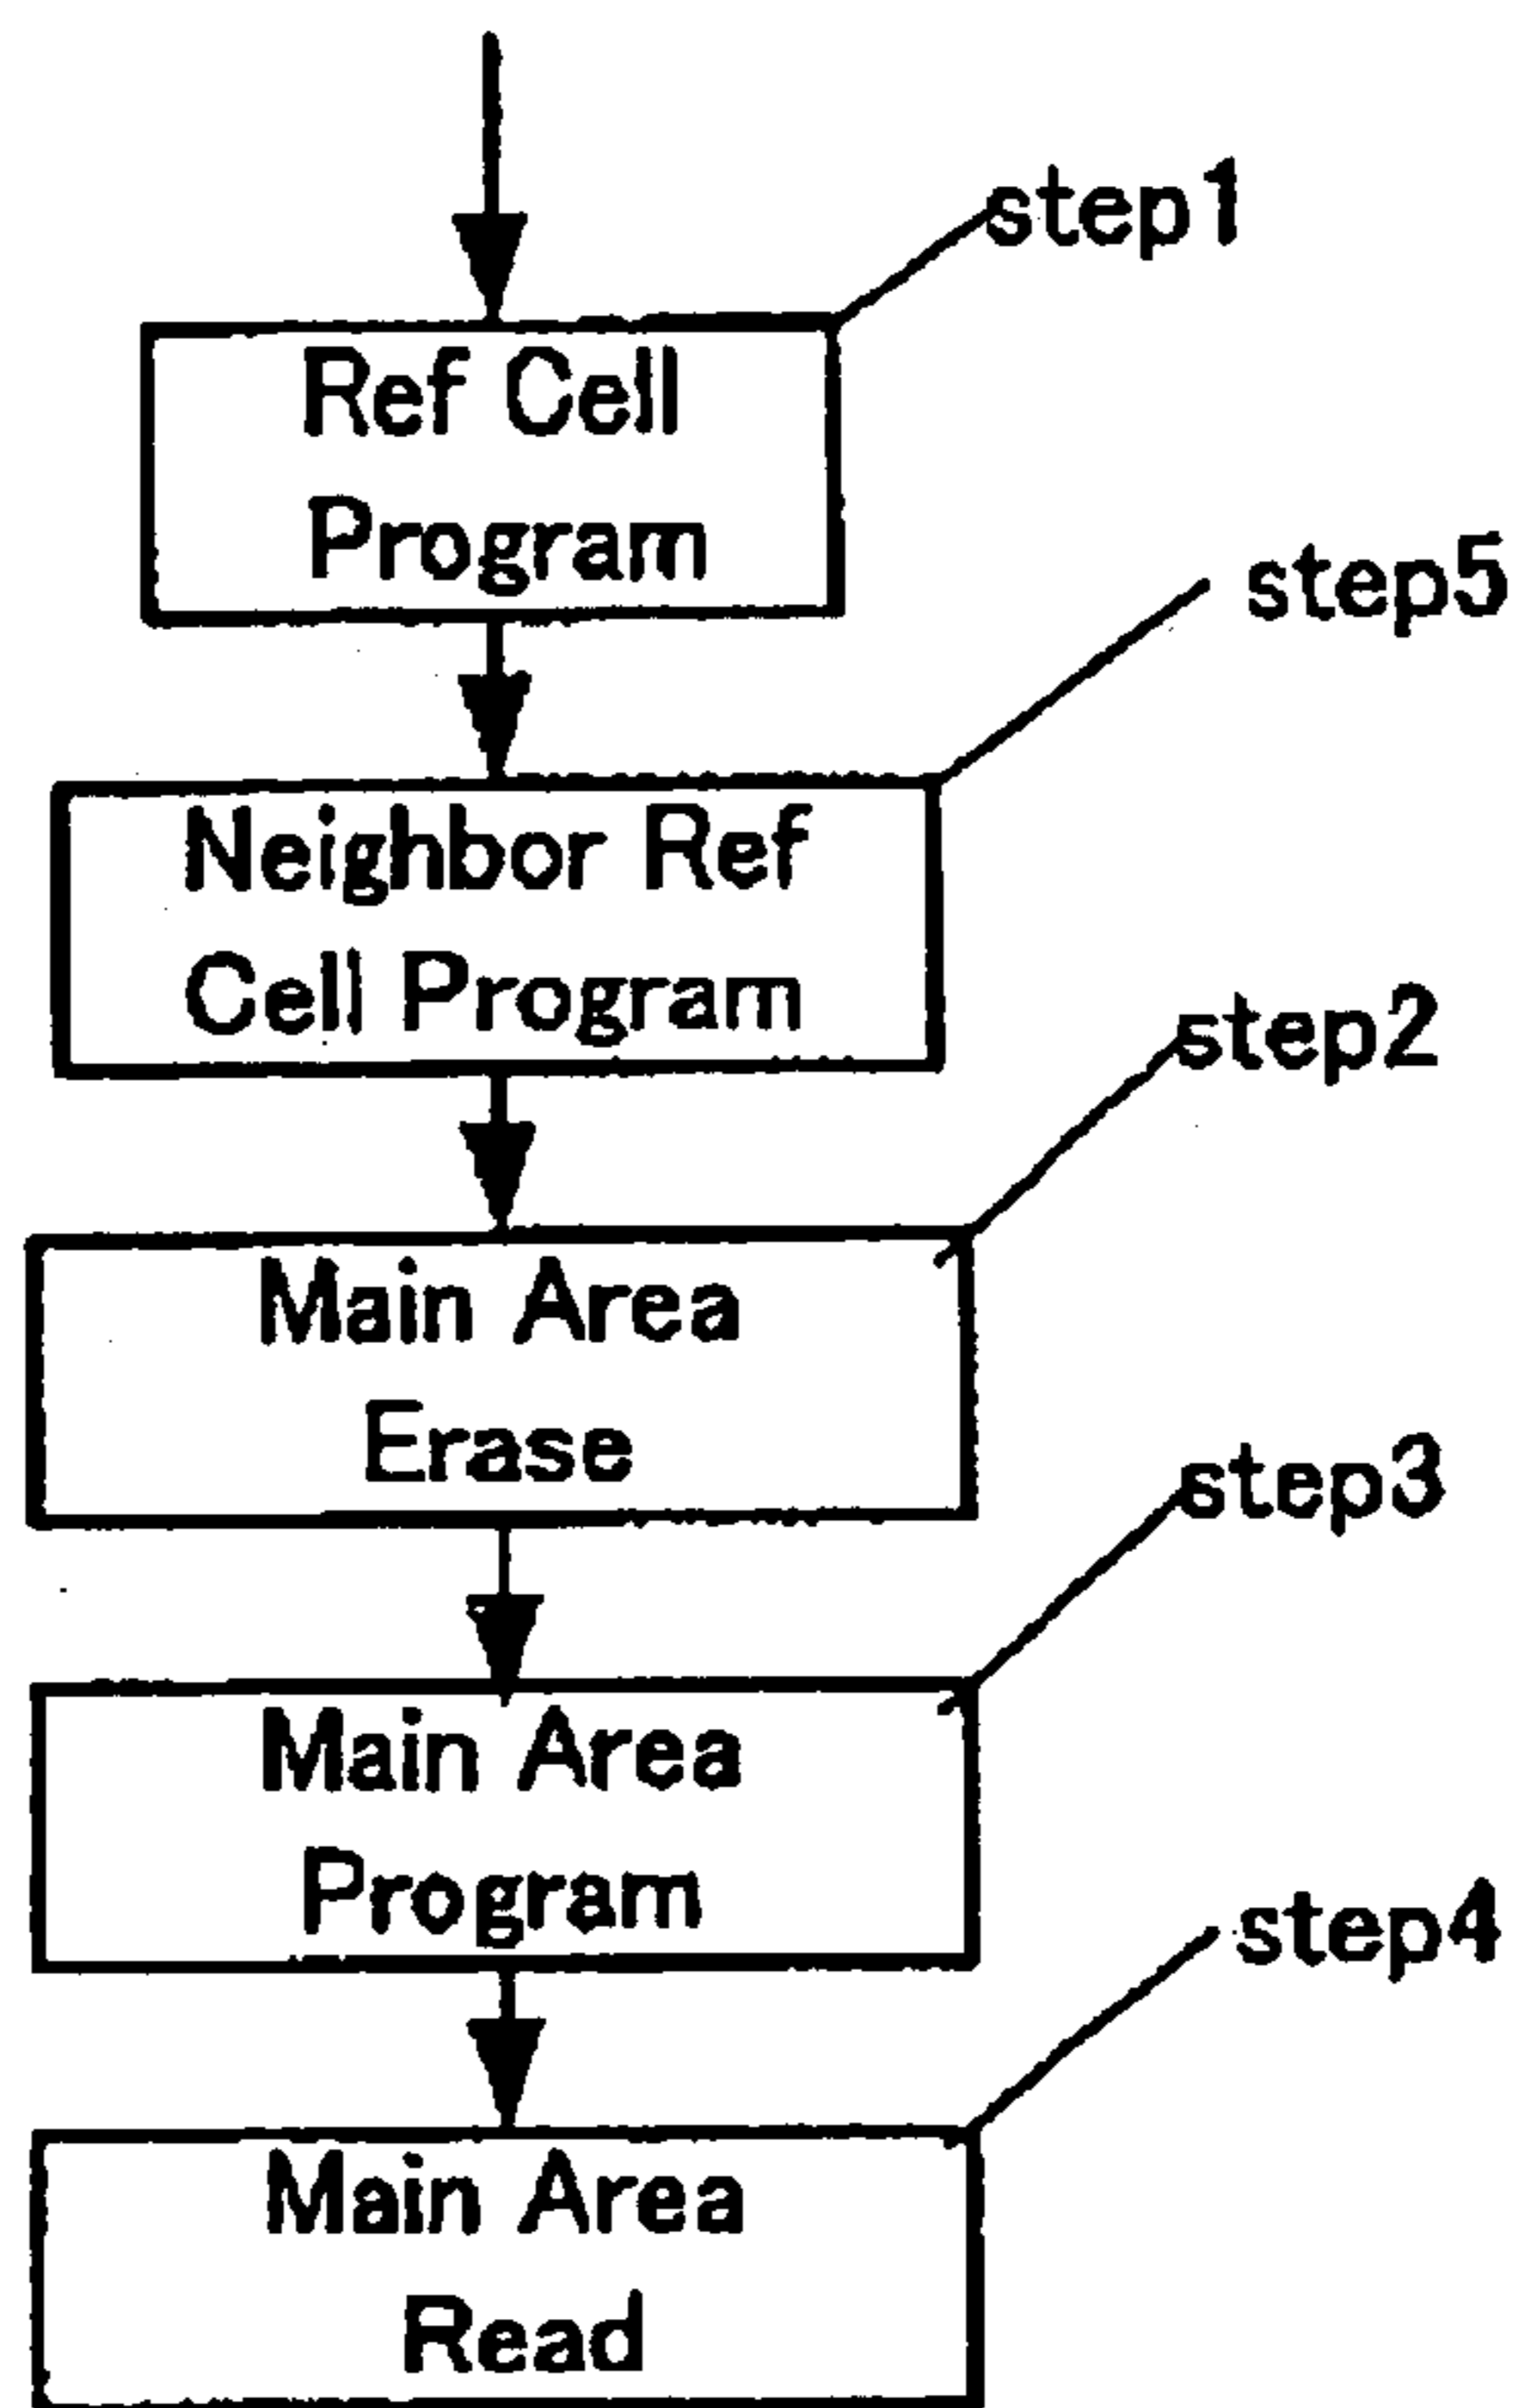 step1
Ref Cell
Program
step5
Neighbor Ref
Cell Program
step2
Main Area
Erase
step3
Main Area
Program
step4
Main Area
Read